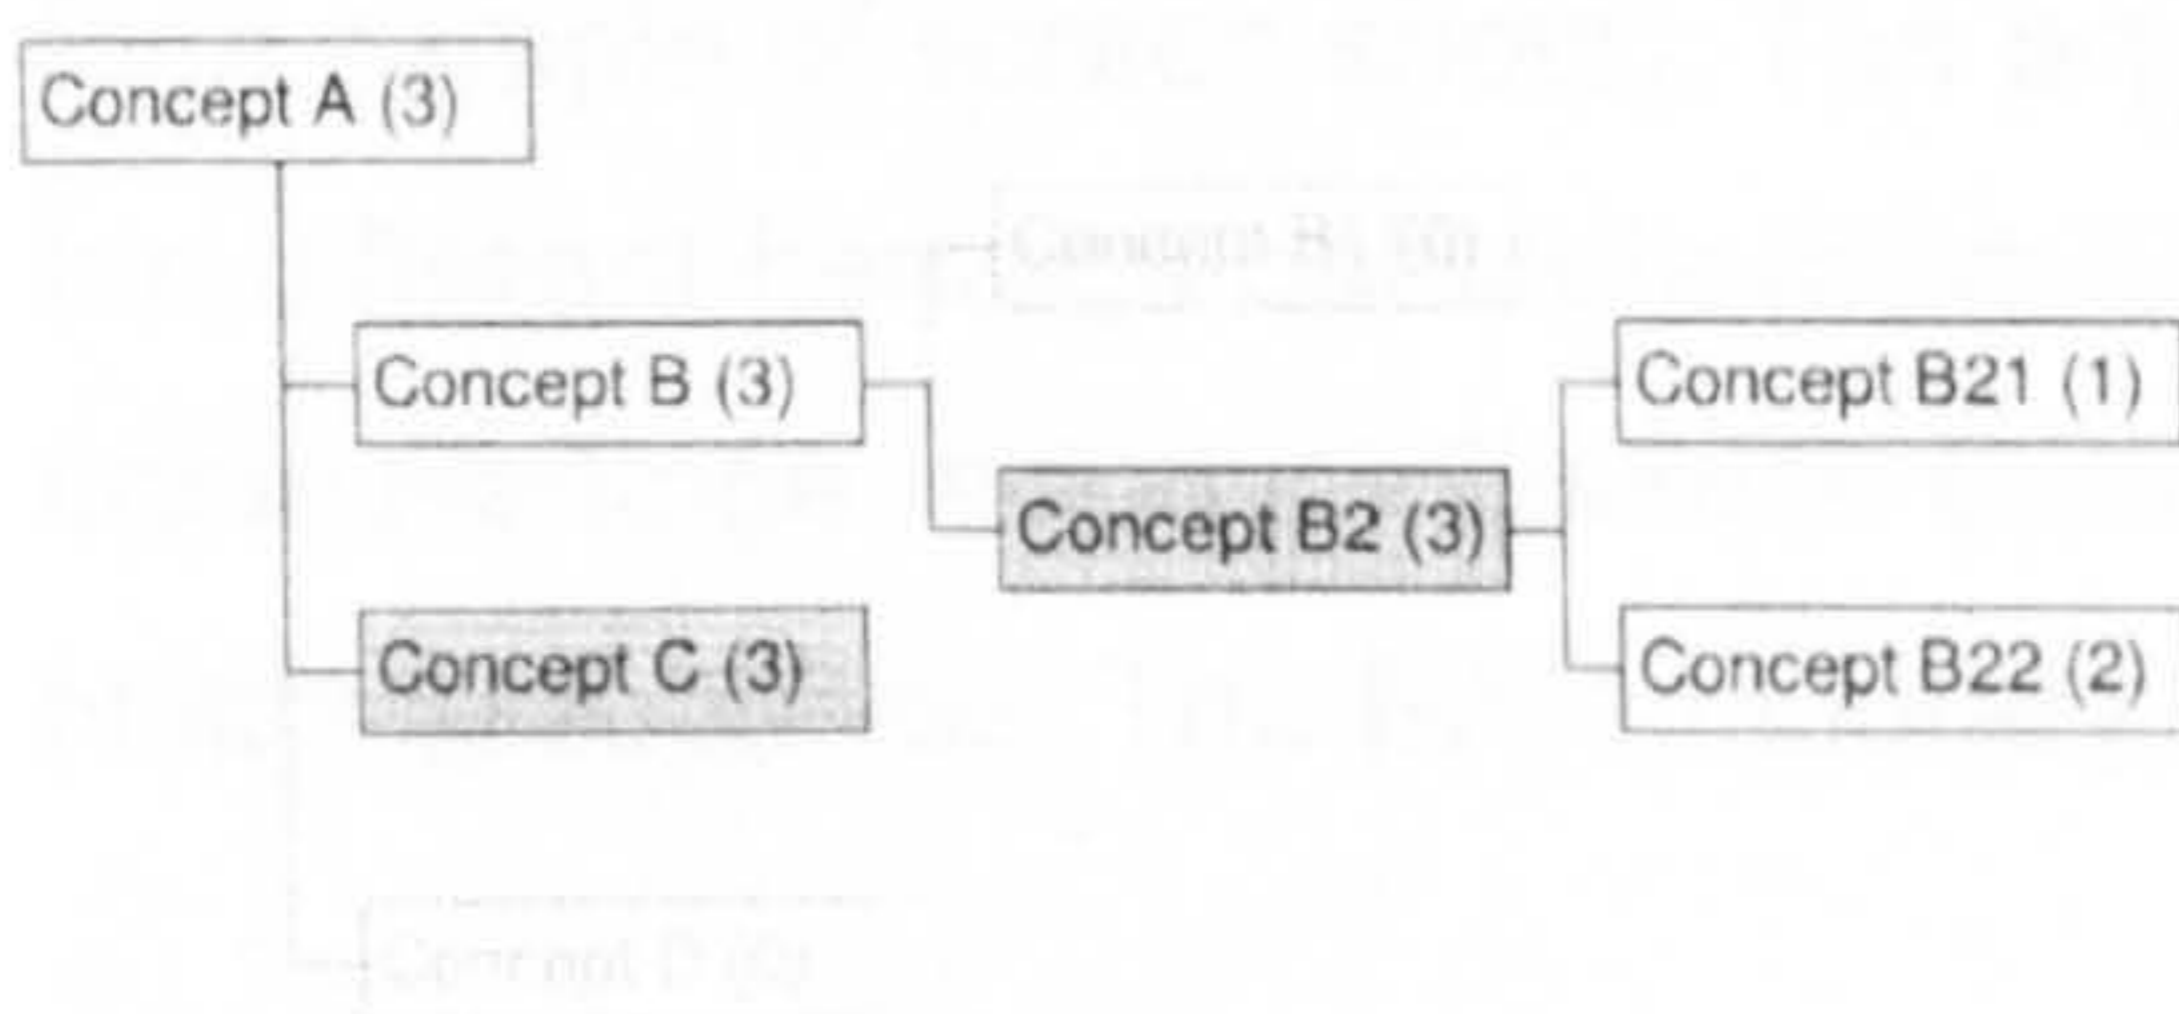 Concept A (3)
Concept B (3)
Concept B21 (1)
Concept B2 (3)
Concept C (3)
Concept B22 (2)